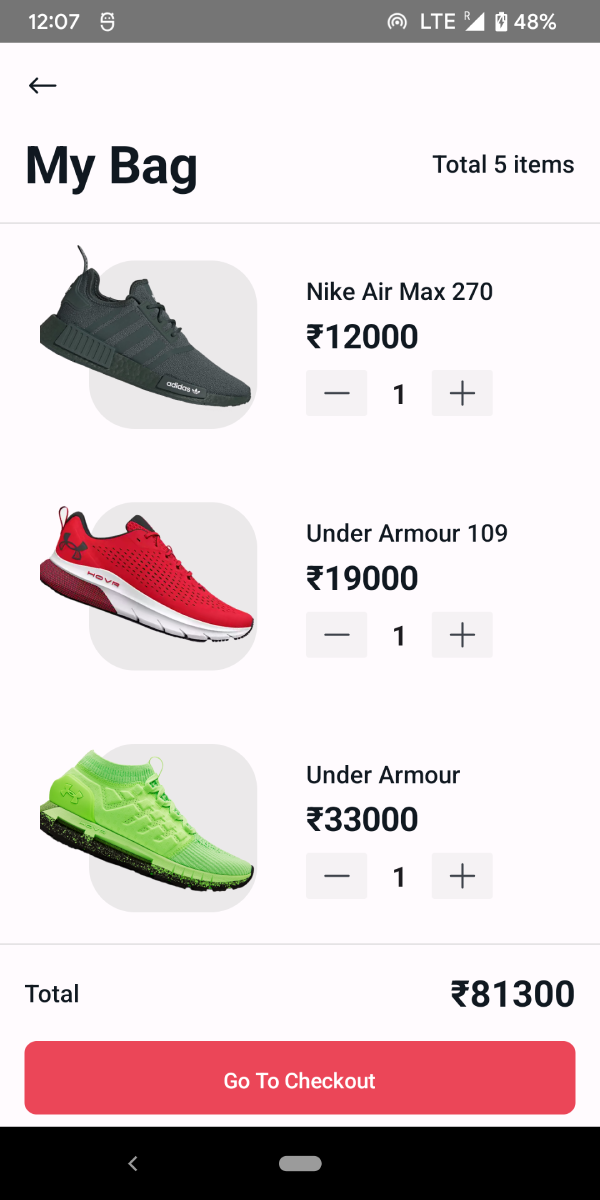 12:07 LTE R 48%
My Bag
Total 5 items
adidas
Nike Air Max 270
₹12000
1
HOVR
Under Armour 109
₹19000
1
Under Armour
₹33000
1
Total
₹81300
Go To Checkout